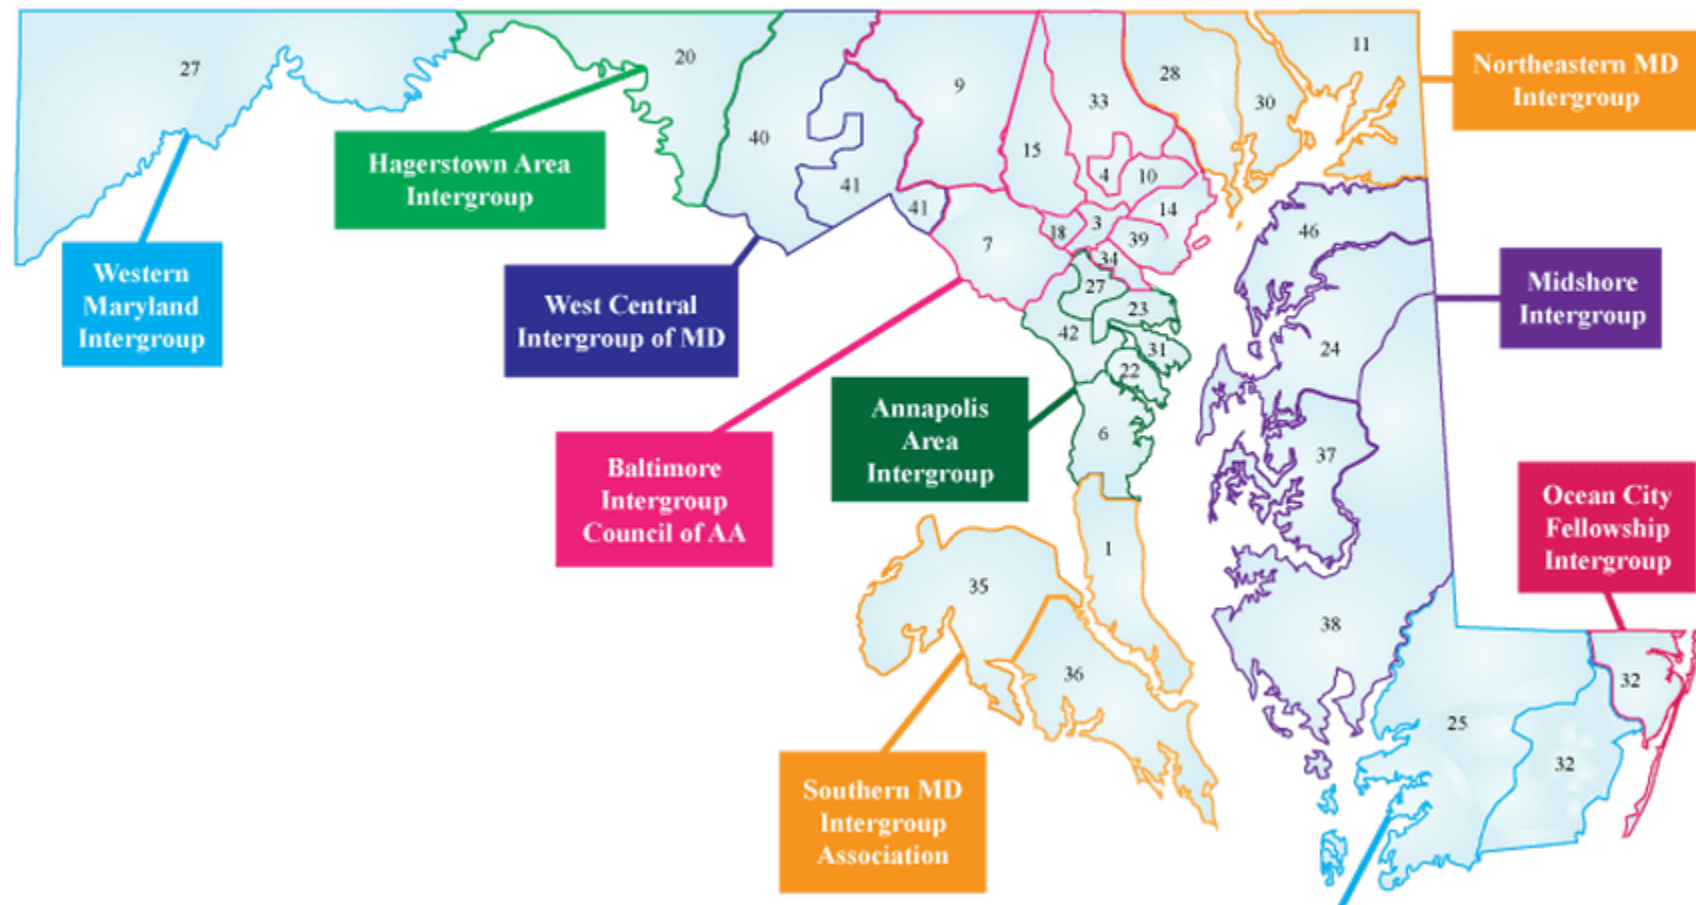 27
20
40
41
41
9
15
33
4
10
28
30
11
14
3
18
39
7
34
27
23
42
31
22
6
46
24
37
38
1
35
36
25
32
32
Northeastern MD
Intergroup
Hagerstown Area
Intergroup
Western
Maryland
Intergroup
West Central
Intergroup of MD
Midshore
Intergroup
Annapolis
Area
Intergroup
Baltimore
Intergroup
Council of AA
Ocean City
Fellowship
Intergroup
Southern MD
Intergroup
Association